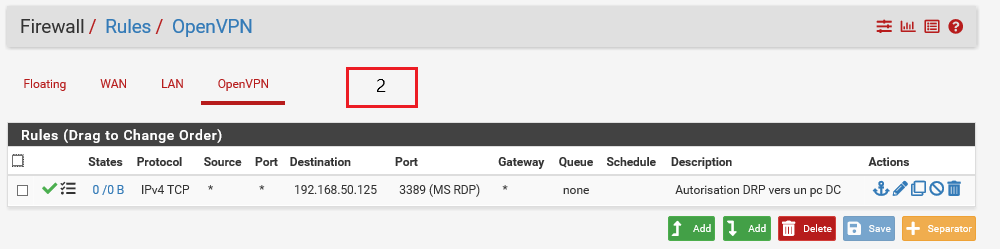 Firewall / Rules / OpenVPN
Floating WAN LAN OpenVPN
2
Rules (Drag to Change Order)
States Protocol Source Port Destination Port Gateway Queue Schedule Description Actions
0 /0 B IPv4 TCP * * 192.168.50.125 3389 (MS RDP) * none Autorisation DRP vers un pc DC
Add Add Delete Save Separator